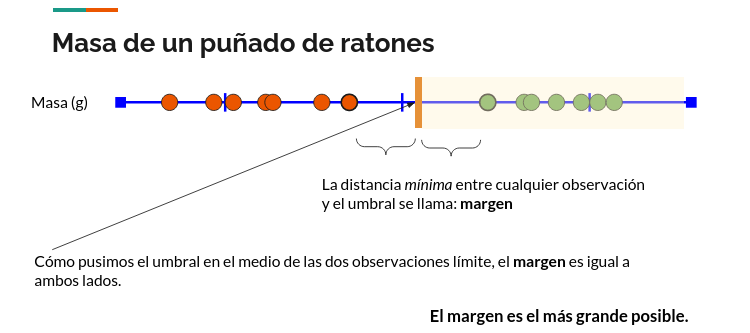 Masa de un puñado de ratones
Masa (g)
La distancia mínima entre cualquier observación
y el umbral se llama: margen
Cómo pusimos el umbral en el medio de las dos observaciones límite, el margen es igual a
ambos lados.
El margen es el más grande posible.